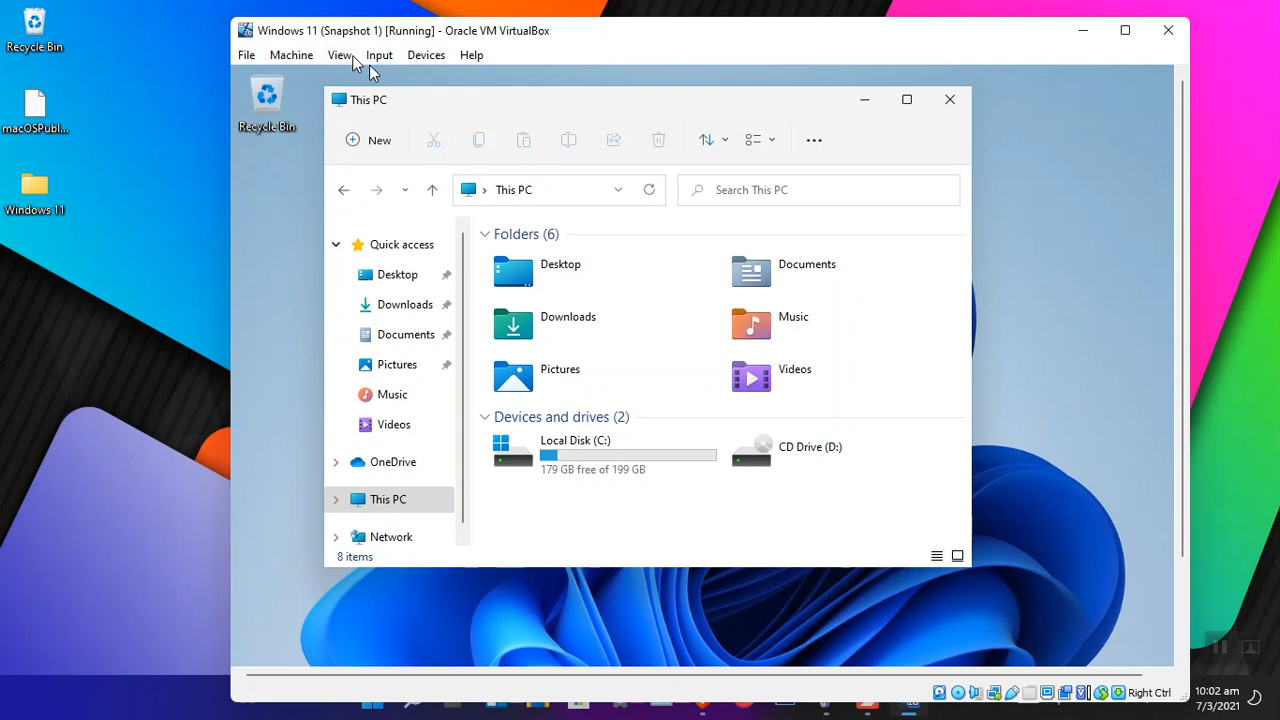 Recycle Bin
macOSPubl...
Windows 11
Windows 11 (Snapshot 1) [Running] - Oracle VM VirtualBox
File Machine View Input Devices Help
Recycle Bin
This PC
New
This PC
Search This PC
Quick access
Desktop
Downloads
Documents
Pictures
Music
Videos
OneDrive
This PC
Network
Folders (6)
Desktop
Documents
Downloads
Music
Pictures
Videos
Devices and drives (2)
Local Disk (C:)
179 GB free of 199 GB
CD Drive (D:)
8 items
Right Ctrl
10:02 am
7/3/2021